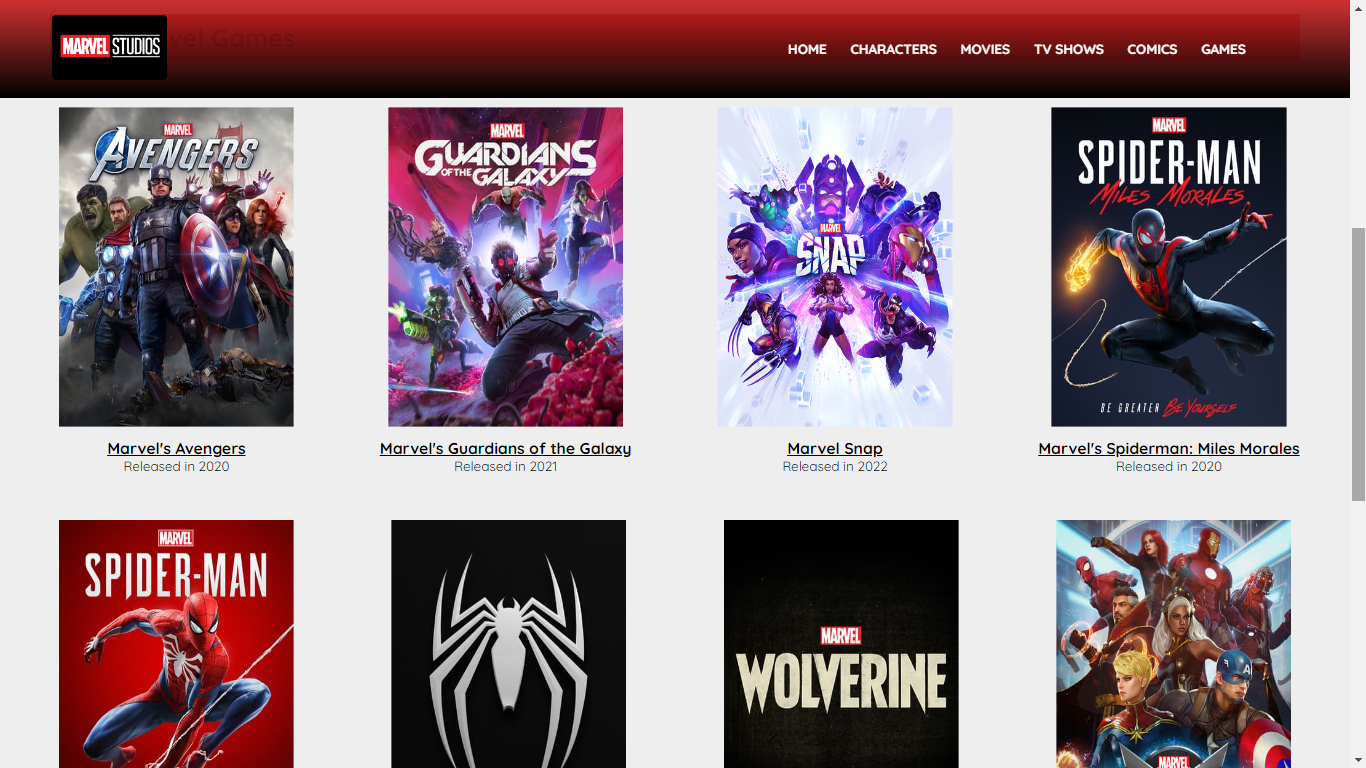 MARVEL STUDIOS
vel Games
HOME CHARACTERS MOVIES TV SHOWS COMICS GAMES
MARVEL
AVENGERS
MARVEL
GUARDIANS
OF THE GALAXY
MARVEL
SNAP
MARVEL
SPIDER-MAN
MILES MORALES
BE GREATER BE YOURSELF
Marvel's Avengers
Released in 2020
Marvel's Guardians of the Galaxy
Released in 2021
Marvel Snap
Released in 2022
Marvel's Spiderman: Miles Morales
Released in 2020
MARVEL
SPIDER-MAN
MARVEL
WOLVERINE
MARVEL